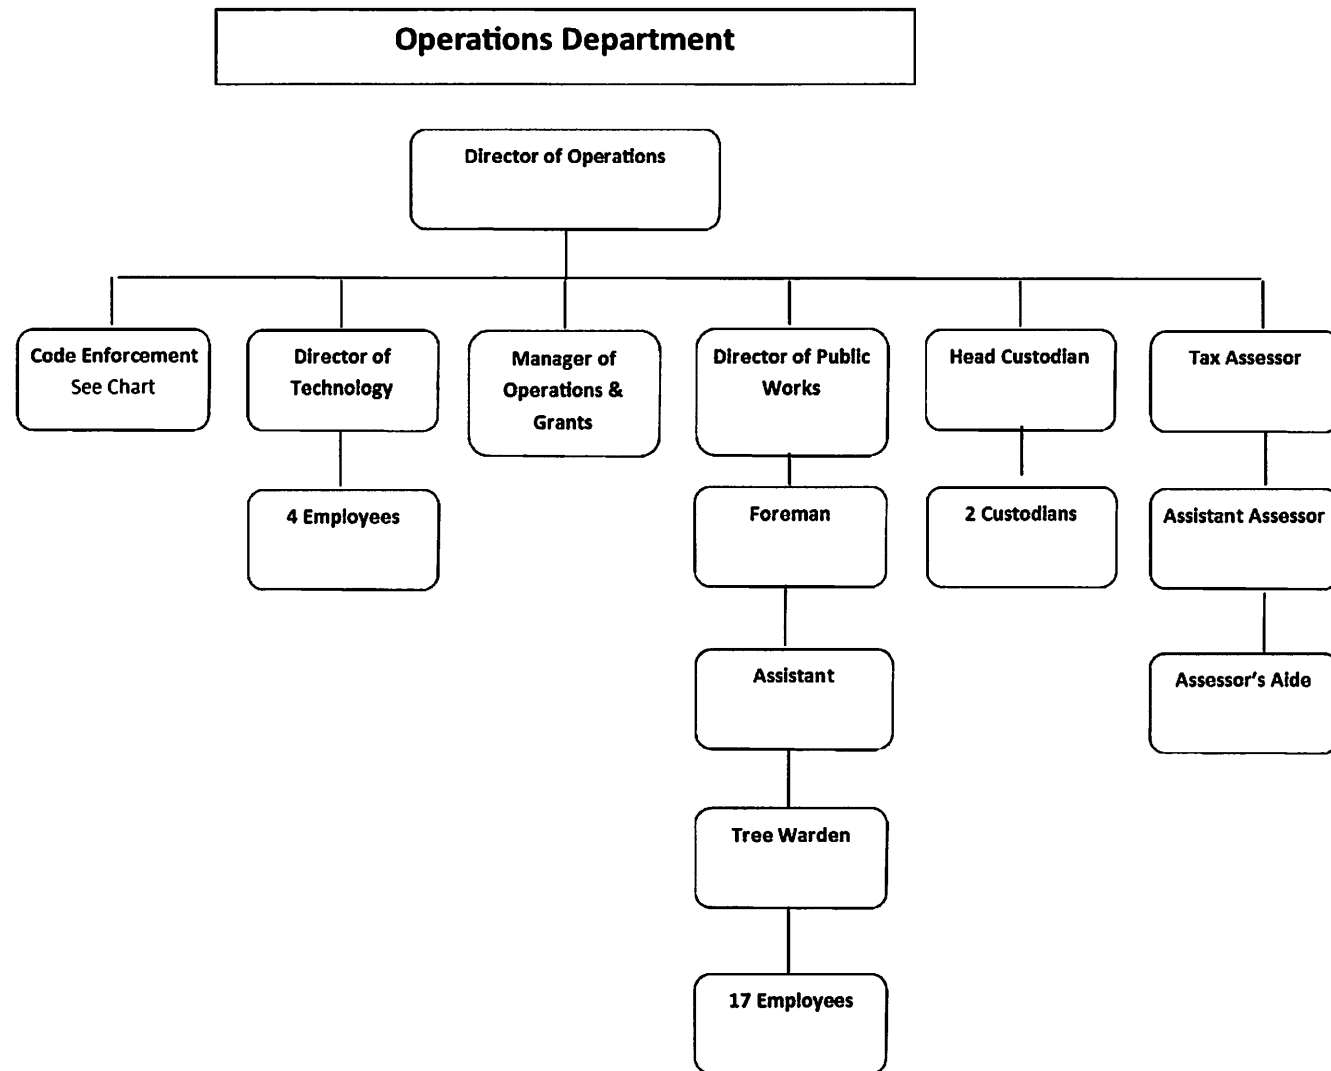 Operations Department
Director of Operations
Code Enforcement
See Chart
Director of
Technology
Manager of
Operations &
Grants
Director of Public
Works
Head Custodian
Tax Assessor
4 Employees
Foreman
2 Custodians
Assistant Assessor
Assistant
Assessor's Aide
Tree Warden
17 Employees